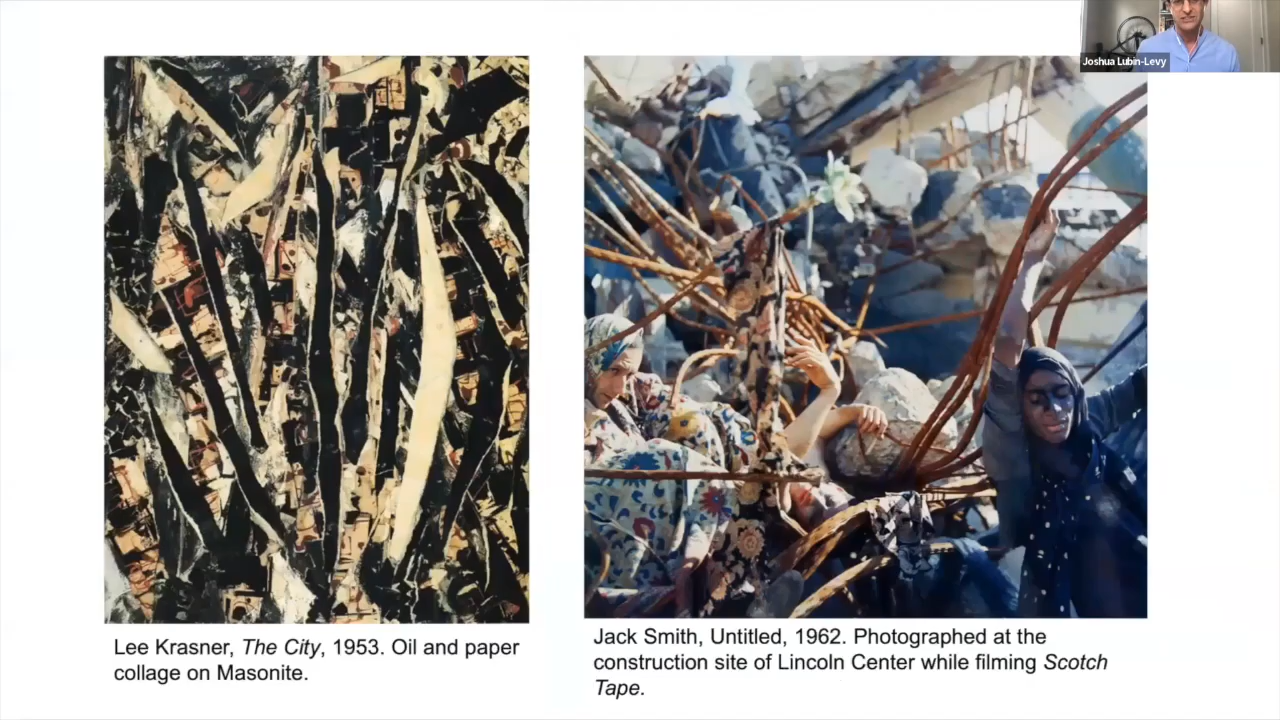 Joshua Lubin-Levy
Lee Krasner, The City, 1953. Oil and paper
collage on Masonite.
Jack Smith, Untitled, 1962. Photographed at the
construction site of Lincoln Center while filming Scotch
Tape.